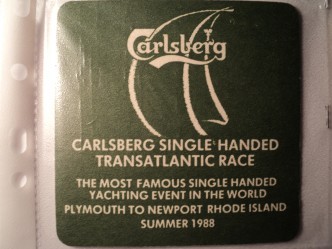 Carlsberg
CARLSBERG SINGLE HANDED
TRANSATLANTIC RACE
THE MOST FAMOUS SINGLE HANDED
YACHTING EVENT IN THE WORLD
PLYMOUTH TO NEWPORT RHODE ISLAND
SUMMER 1988